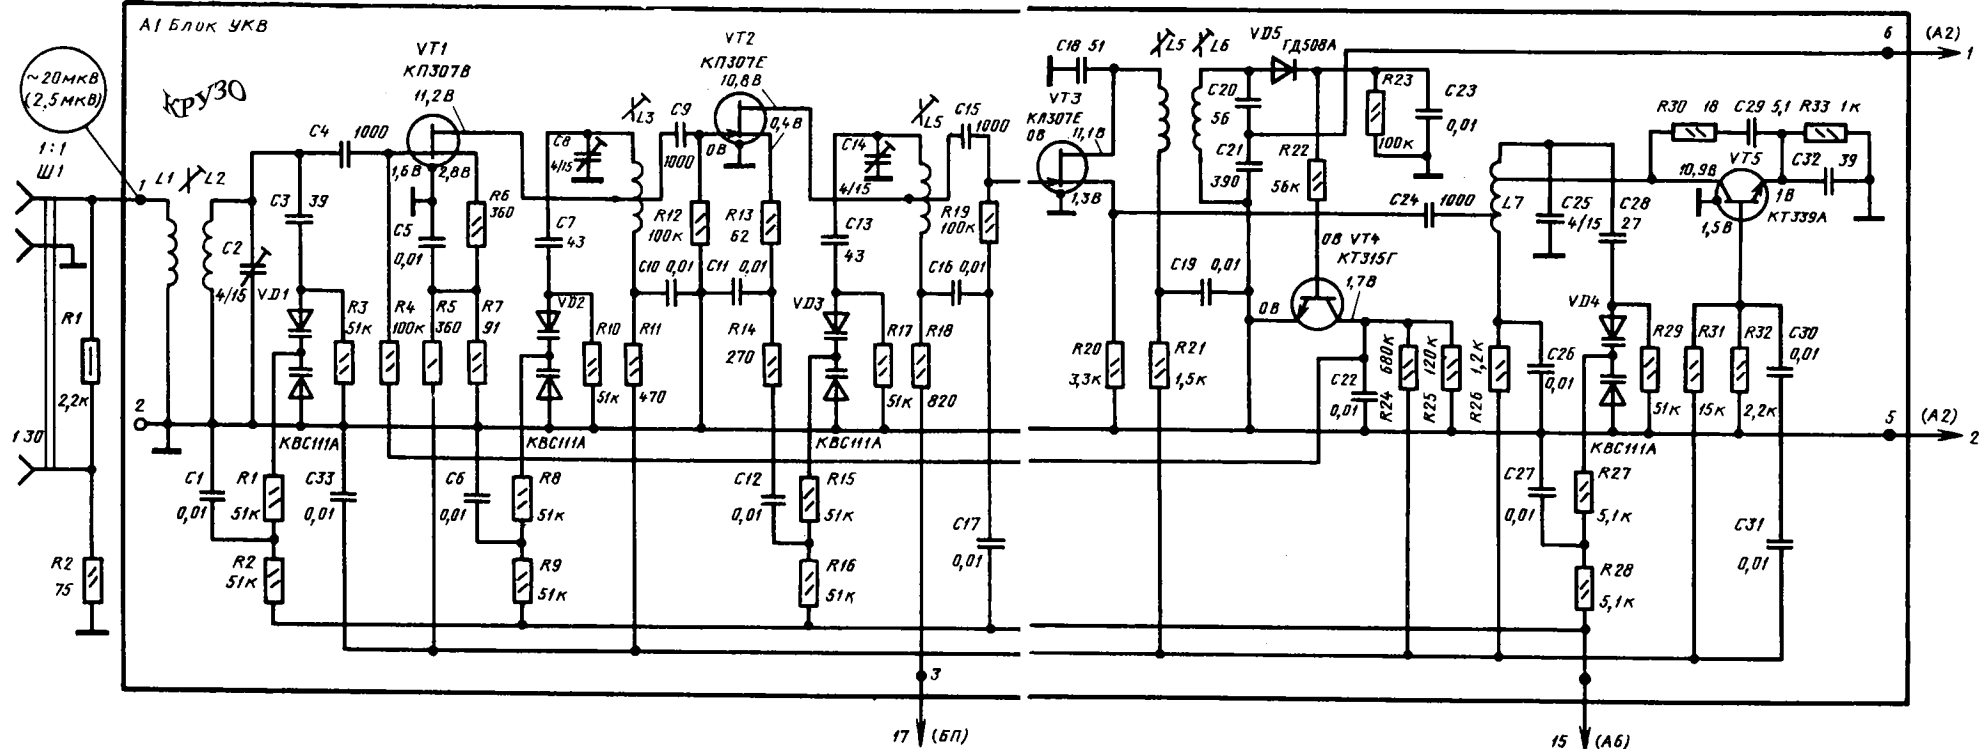 А1 Блок УКВ
КРУЗО
~20мкВ
(2,5мкВ)
1:1
Ш1
1
L1
L2
C2
4/15
C3
39
C4
1000
VT1
КП307В
11,2В
1,6В
2,8В
C5
0,01
R6
360
VD1
R3
51к
R4
100к
R5
360
R7
91
R1
2,2к
2
1 30
R2
75
КВС111А
C1
0,01
R1
51к
R2
51к
C33
0,01
C6
0,01
R8
51к
R9
51к
C8
4/15
L3
C7
43
VD2
R10
51к
R11
470
КВС111А
C9
1000
VT2
КП307Е
10,8В
0В
0,4В
R12
100к
R13
62
C10 0,01
C11 0,01
R14
270
C12
0,01
C14
4/15
C13
43
VD3
КВС111А
R15
51к
R16
51к
R17
51к
R18
820
L5
C15
1000
R19
100к
C16 0,01
C17
0,01
3
17 (БП)
C18 51
VT3
КП307Е
0В
11,1В
1,3В
L5
L6
VD5
ГД508А
C20
56
C21
390
R22
56к
R23
100к
C23
0,01
C24 1000
C19 0,01
0В VT4
КТ315Г
1,7В
0В
R20
3,3к
R21
1,5к
C22
0,01
R24 680к
R25 120к
R26 1,2к
L7
C25
4/15
C28
27
C26
0,01
VD4
КВС111А
R29
51к
R31
15к
R32
2,2к
C30
0,01
R30 18
C29 5,1
R33 1к
VT5
10,9В
1В
КТ339А
1,5В
C32 39
C27
0,01
R27
5,1к
R28
5,1к
C31
0,01
6 (А2)
1
5 (А2)
2
15 (А6)